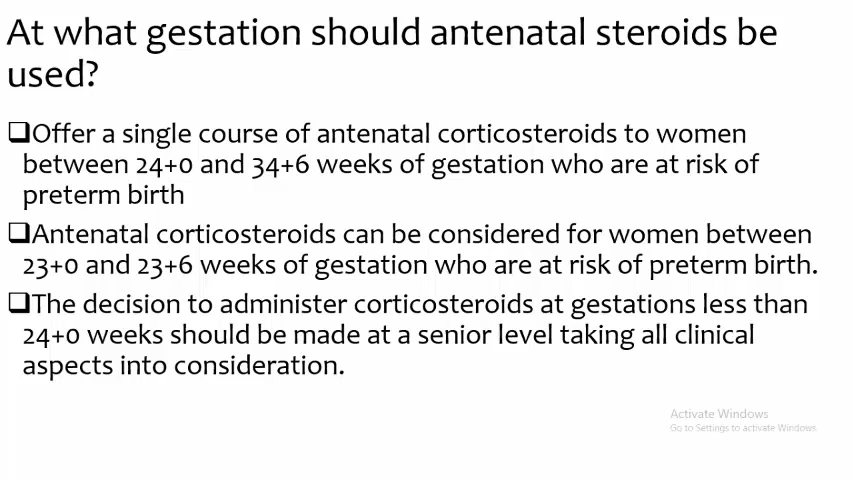 At what gestation should antenatal steroids be
used?
❑Offer a single course of antenatal corticosteroids to women
between 24+0 and 34+6 weeks of gestation who are at risk of
preterm birth
❑Antenatal corticosteroids can be considered for women between
23+0 and 23+6 weeks of gestation who are at risk of preterm birth.
❑The decision to administer corticosteroids at gestations less than
24+0 weeks should be made at a senior level taking all clinical
aspects into consideration.
Activate Windows
Go to Settings to activate Windows.